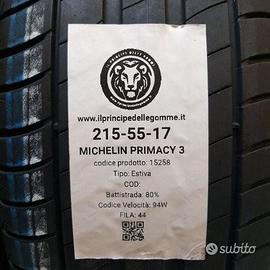 www.ilprincipedellegomme.it
215-55-17
MICHELIN PRIMACY 3
codice prodotto: 15258
Tipo: Estiva
COD:
Battistrada: 80%
Codice Velocità: 94W
FILA: 44
subito